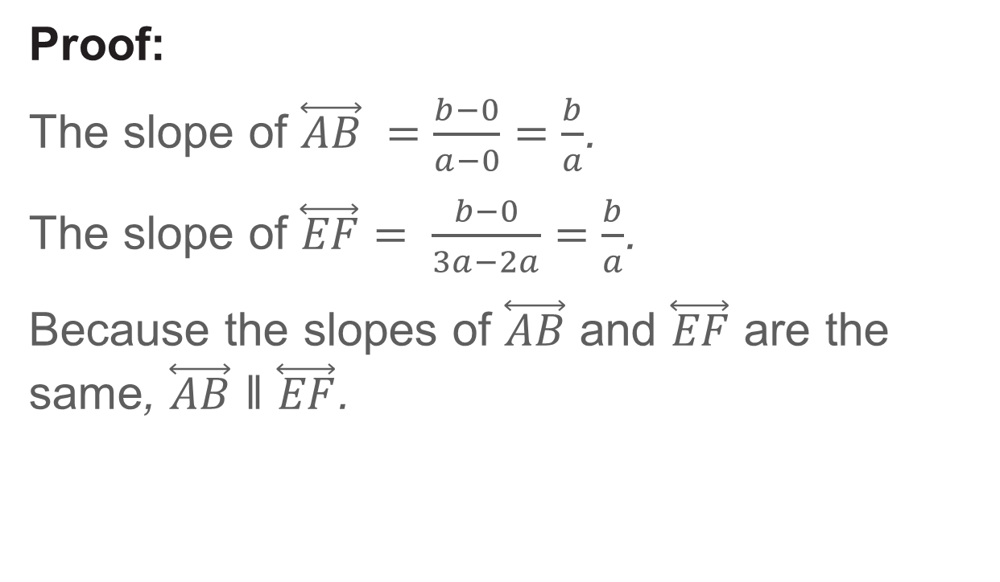 Proof:
The slope of $\overleftrightarrow{AB}$ = $\frac{b-0}{a-0}$ = $\frac{b}{a}$.
The slope of $\overleftrightarrow{EF}$ = $\frac{b-0}{3a-2a}$ = $\frac{b}{a}$.
Because the slopes of $\overleftrightarrow{AB}$ and $\overleftrightarrow{EF}$ are the
same, $\overleftrightarrow{AB}$ ∥ $\overleftrightarrow{EF}$.